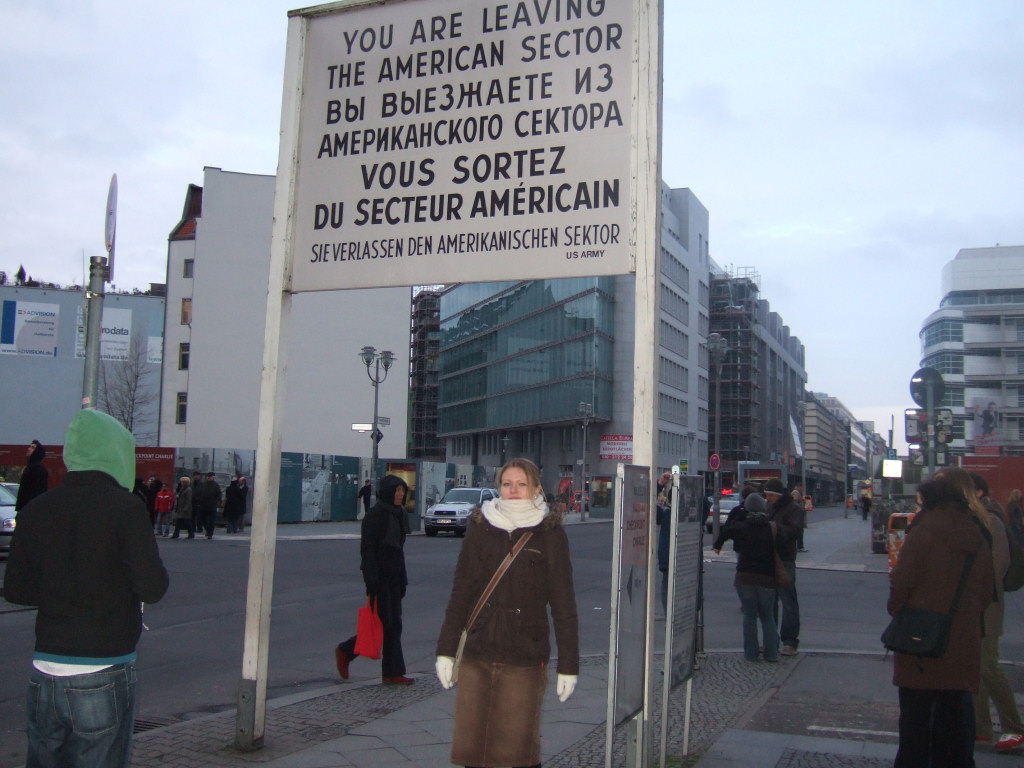 YOU ARE LEAVING
THE AMERICAN SECTOR
ВЫ ВЫЕЗЖАЕТЕ ИЗ
АМЕРИКАНСКОГО СЕКТОРА
VOUS SORTEZ
DU SECTEUR AMÉRICAIN
SIE VERLASSEN DEN AMERIKANISCHEN SEKTOR
US ARMY